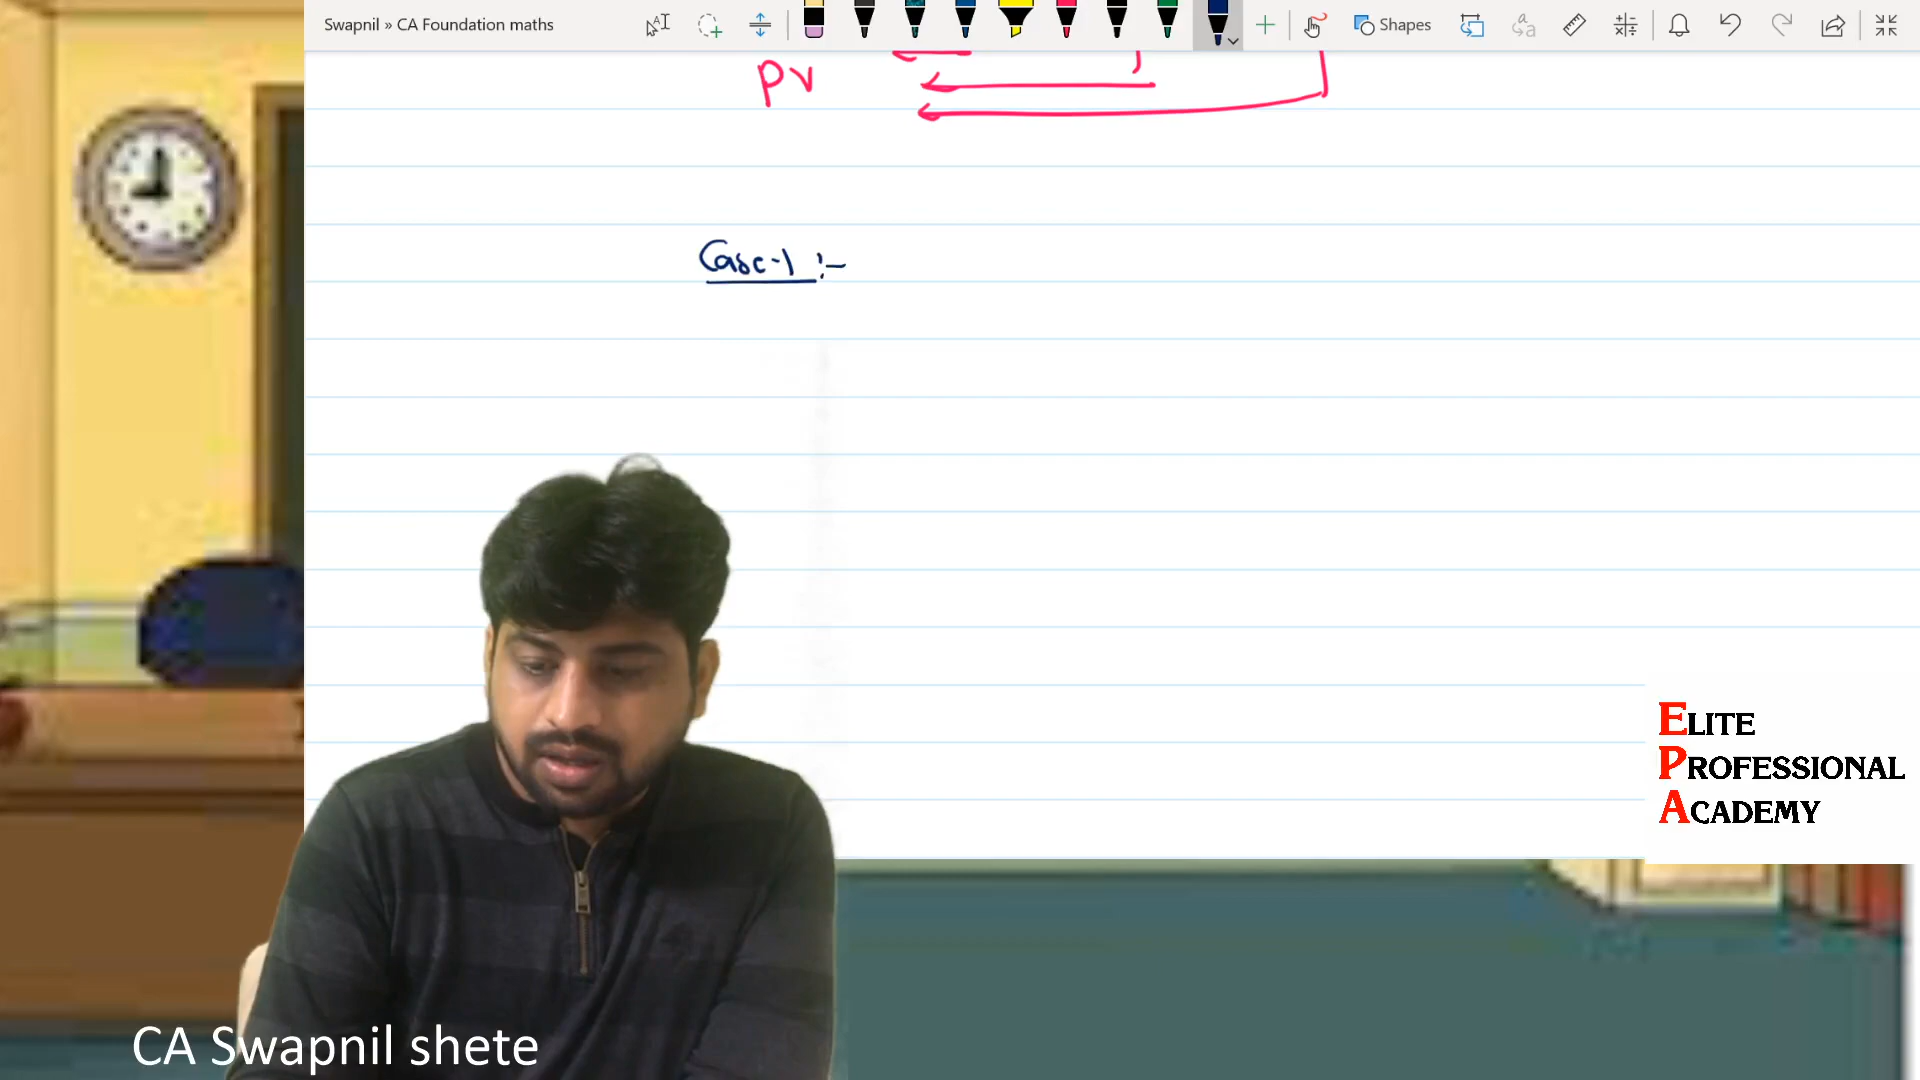 Swapnil » CA Foundation maths
Shapes
PV
Case-1 :-
ELITE
PROFESSIONAL
ACADEMY
CA Swapnil shete